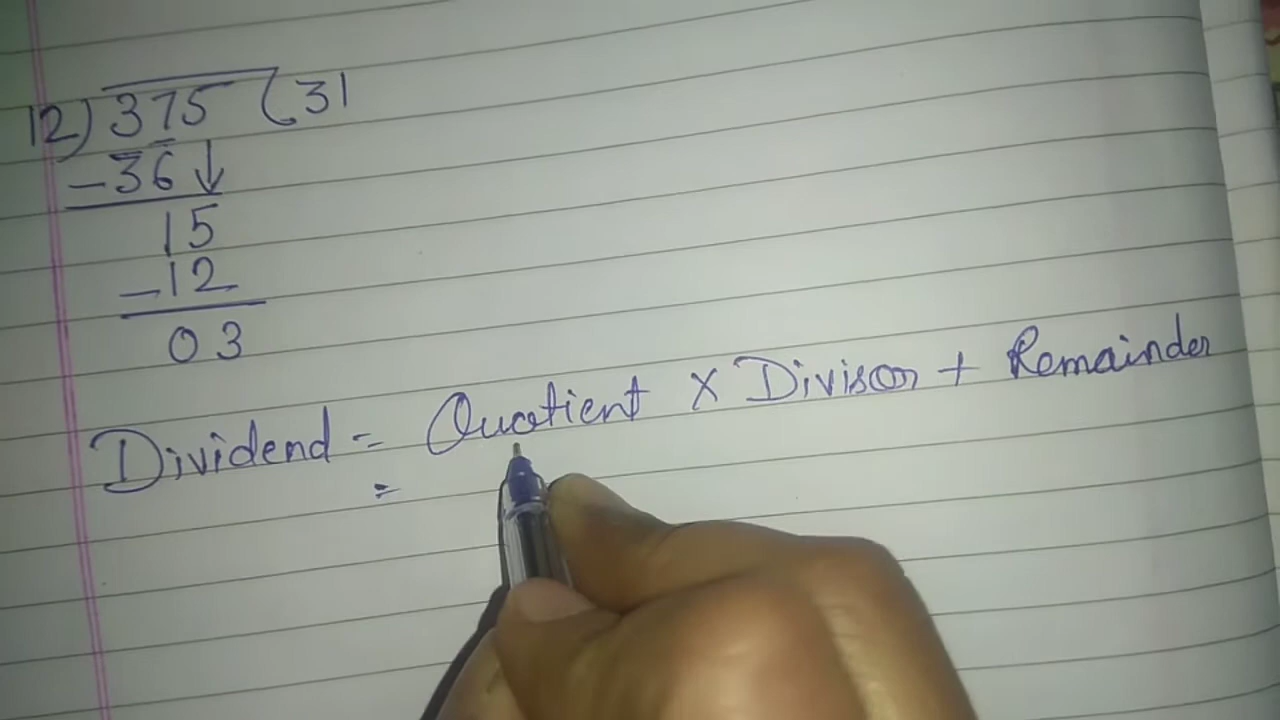 12) 375 ( 31
- 36 ↓
15
- 12
03
Dividend = Quotient × Divisor + Remainder
=